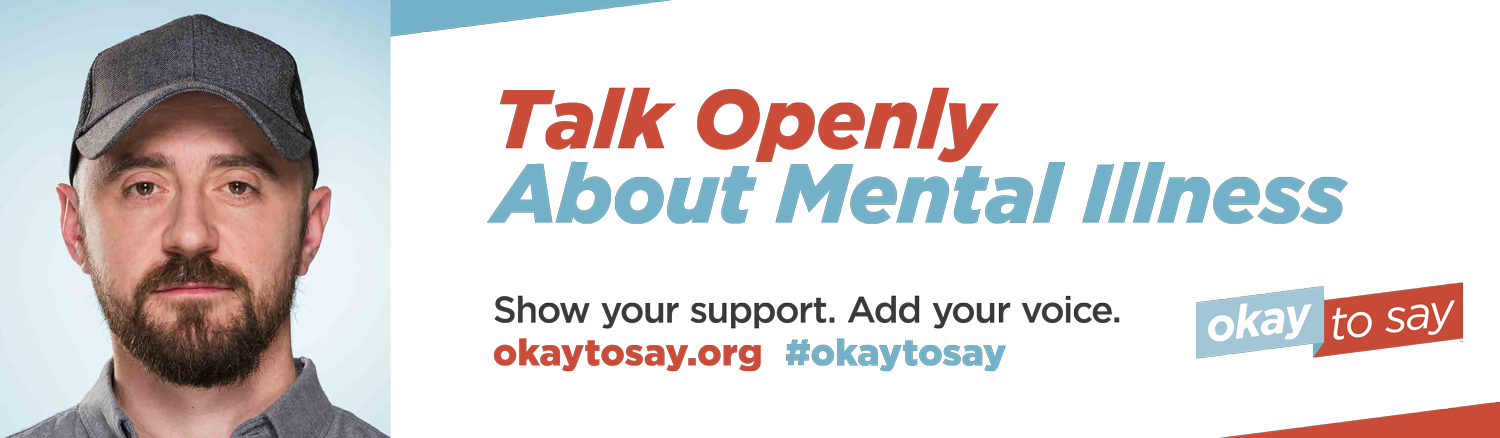 Talk Openly
About Mental Illness
Show your support. Add your voice.
okaytosay.org #okaytosay
okay to say